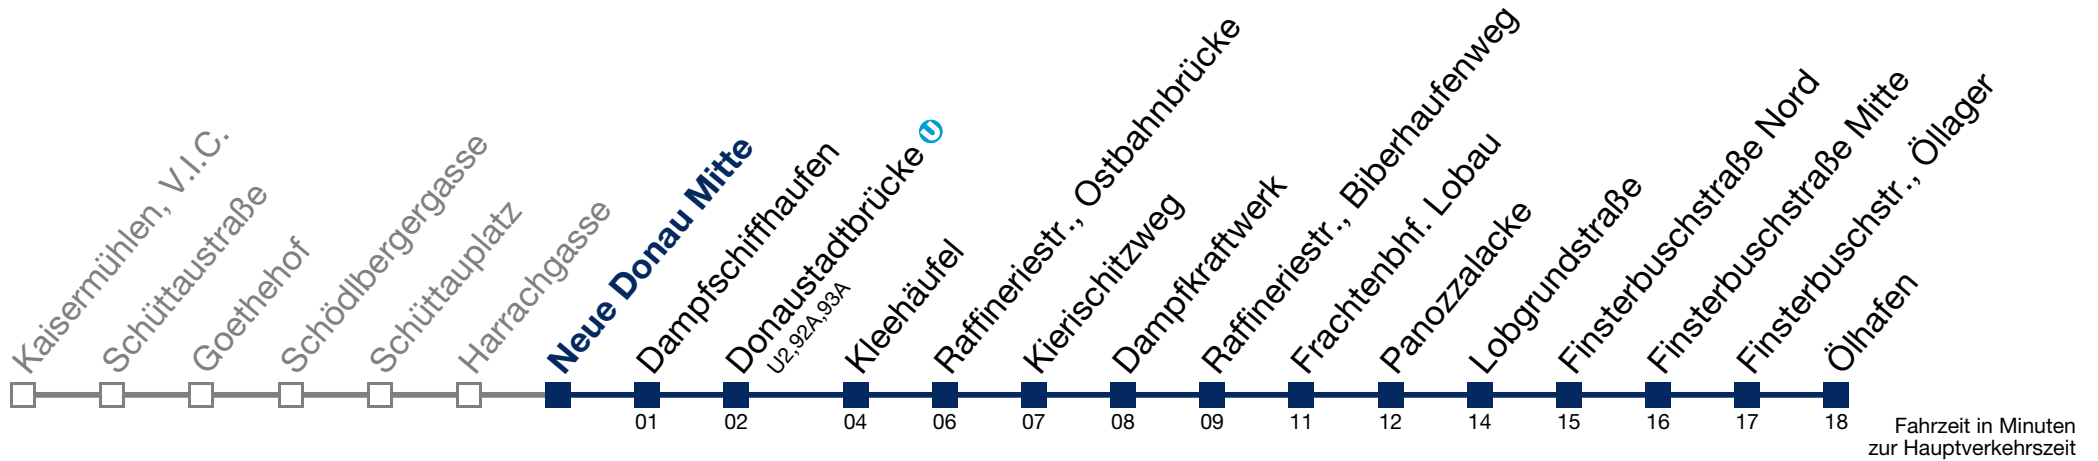 Kaisermühlen, V.I.C.
Schüttaustraße
Goethehof
Schödlbergergasse
Schüttauplatz
Harrachgasse
Neue Donau Mitte
Dampfschiffhaufen
Donaustadtbrücke U
U2,92A,93A
Kleehäufel
Raffineriestr., Ostbahnbrücke
Kierischitzweg
Dampfkraftwerk
Raffineriestr., Biberhaufenweg
Frachtenbhf. Lobau
Panozzalacke
Lobgrundstraße
Finsterbuschstraße Nord
Finsterbuschstraße Mitte
Finsterbuschstr., Öllager
Ölhafen
01 02 04 06 07 08 09 11 12 14 15 16 17 18
Fahrzeit in Minuten
zur Hauptverkehrszeit